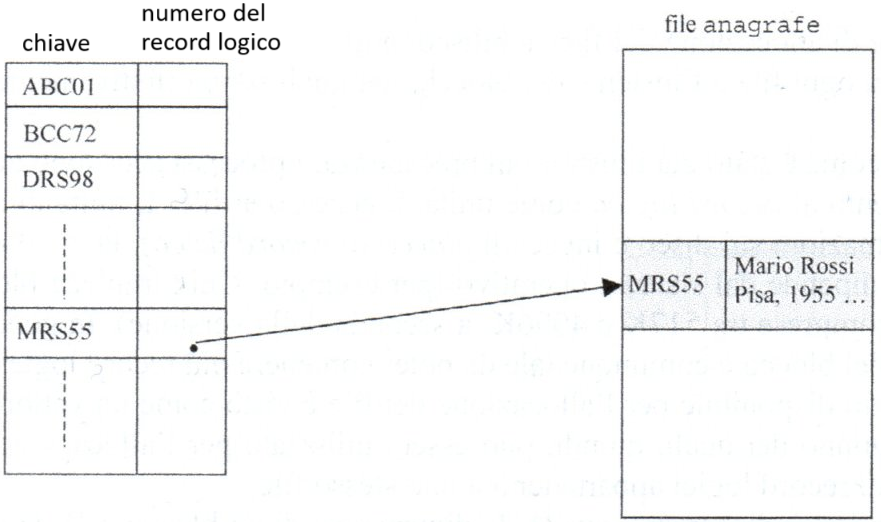 chiave
numero del
record logico
ABC01
BCC72
DRS98
MRS55
file anagrafe
MRS55
Mario Rossi
Pisa, 1955 ...